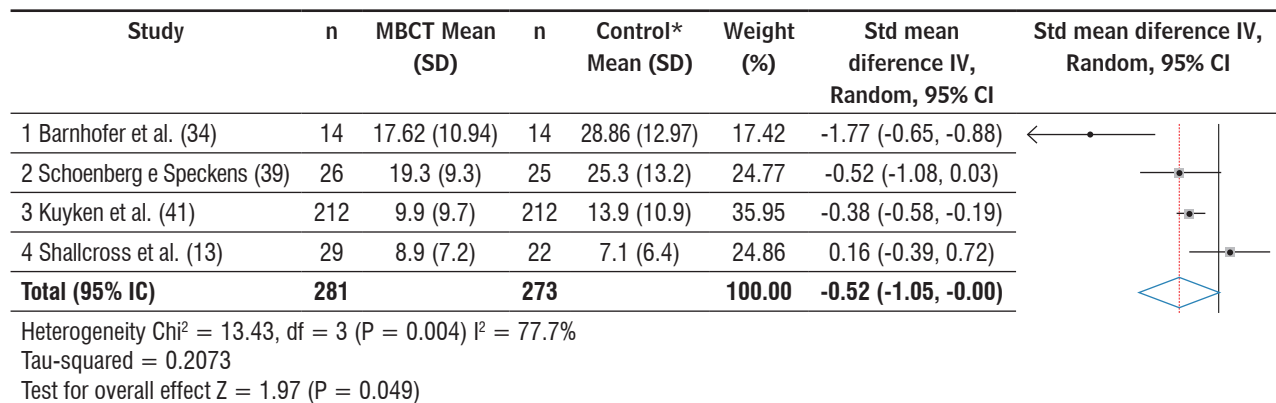 Study n MBCT Mean (SD) n Control* Mean (SD) Weight (%) Std mean diference IV, Random, 95% CI Std mean diference IV, Random, 95% CI
1 Barnhofer et al. (34) 14 17.62 (10.94) 14 28.86 (12.97) 17.42 -1.77 (-0.65, -0.88)
2 Schoenberg e Speckens (39) 26 19.3 (9.3) 25 25.3 (13.2) 24.77 -0.52 (-1.08, 0.03)
3 Kuyken et al. (41) 212 9.9 (9.7) 212 13.9 (10.9) 35.95 -0.38 (-0.58, -0.19)
4 Shallcross et al. (13) 29 8.9 (7.2) 22 7.1 (6.4) 24.86 0.16 (-0.39, 0.72)
Total (95% IC) 281 273 100.00 -0.52 (-1.05, -0.00)
Heterogeneity Chi² = 13.43, df = 3 (P = 0.004) I² = 77.7%
Tau-squared = 0.2073
Test for overall effect Z = 1.97 (P = 0.049)